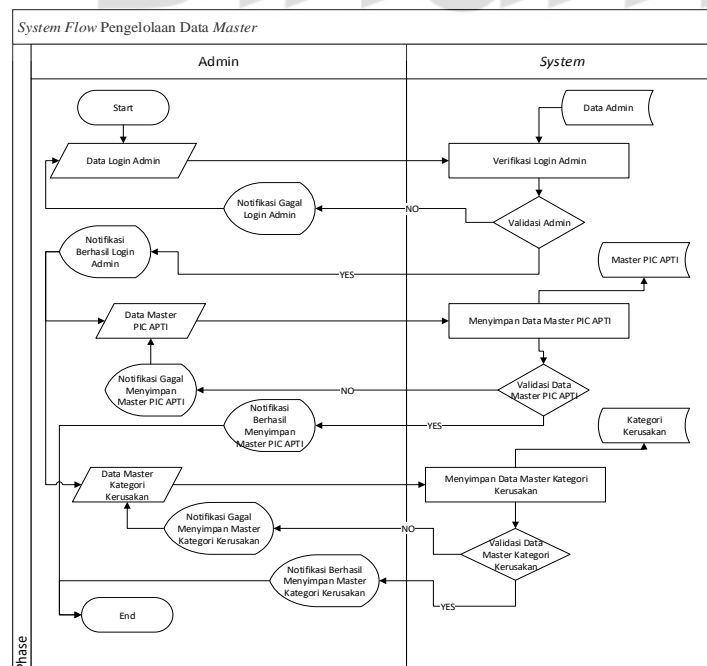 System Flow Pengelolaan Data Master
Admin
System
Start
Data Admin
Data Login Admin
Verifikasi Login Admin
Notifikasi Gagal
Login Admin
NO
Validasi Admin
Notifikasi
Berhasil Login
Admin
YES
Master PIC APTI
Data Master
PIC APTI
Menyimpan Data Master PIC APTI
Notifikasi Gagal
Menyimpan
Master PIC APTI
NO
Validasi Data
Master PIC APTI
Notifikasi
Berhasil
Menyimpan
Master PIC APTI
YES
Kategori
Kerusakan
Data Master
Kategori
Kerusakan
Menyimpan Data Master Kategori
Kerusakan
Notifikasi Gagal
Menyimpan Master
Kategori Kerusakan
NO
Validasi Data
Master Kategori
Kerusakan
Notifikasi Berhasil
Menyimpan Master
Kategori Kerusakan
YES
End
Phase